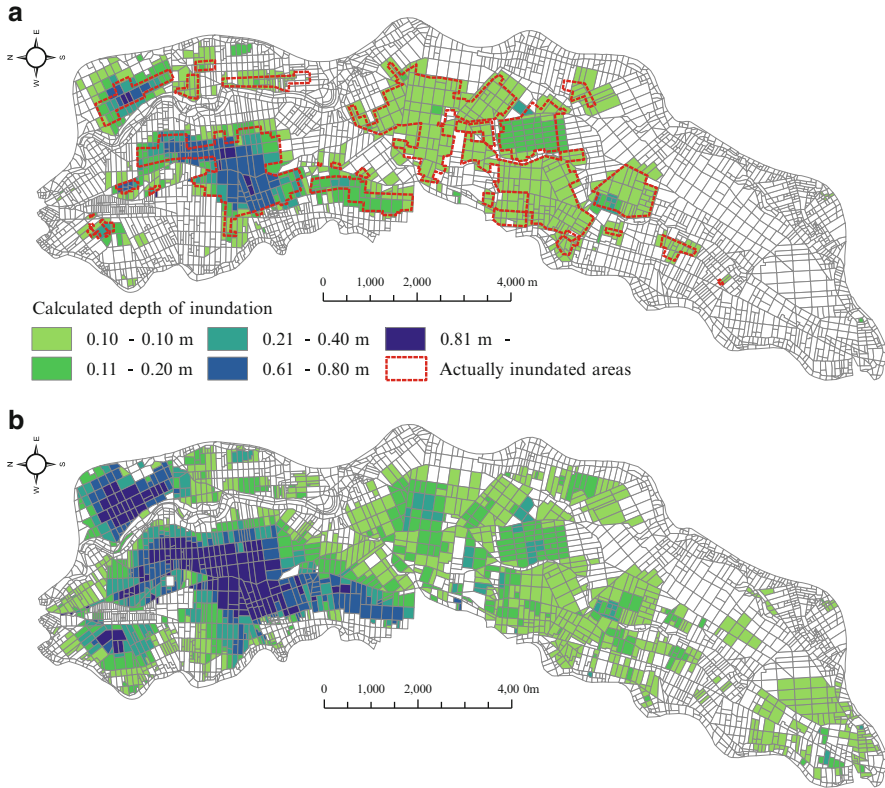 a
E
N
S
W
0 1,000 2,000 4,000 m
Calculated depth of inundation
0.10 - 0.10 m
0.21 - 0.40 m
0.81 m -
0.11 - 0.20 m
0.61 - 0.80 m
Actually inundated areas
b
E
N
S
W
0 1,000 2,000 4,00 0m